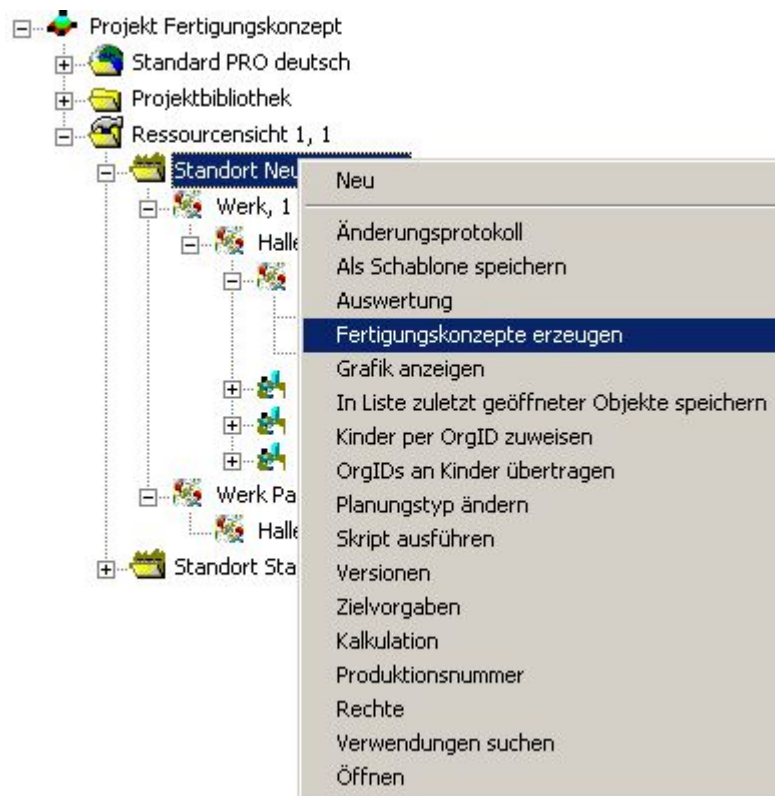 Projekt Fertigungskonzept
Standard PRO deutsch
Projektbibliothek
Ressourcensicht 1, 1
Standort Neu
Werk, 1
Halle
Werk Pa
Halle
Standort Sta
Neu
Änderungsprotokoll
Als Schablone speichern
Auswertung
Fertigungskonzepte erzeugen
Grafik anzeigen
In Liste zuletzt geöffneter Objekte speichern
Kinder per OrgID zuweisen
OrgIDs an Kinder übertragen
Planungstyp ändern
Skript ausführen
Versionen
Zielvorgaben
Kalkulation
Produktionsnummer
Rechte
Verwendungen suchen
Öffnen